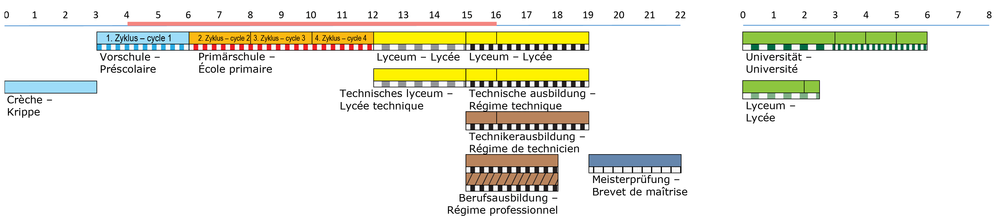 0 1 2 3 4 5 6 7 8 9 10 11 12 13 14 15 16 17 18 19 20 21 22 0 1 2 3 4 5 6 7 8
1. Zyklus – cycle 1 2. Zyklus – cycle 2 3. Zyklus – cycle 3 4. Zyklus – cycle 4
Vorschule –
Préscolaire
Primärschule –
École primaire
Lyceum – Lycée
Lyceum – Lycée
Universität –
Université
Crèche –
Krippe
Technisches lyceum –
Lycée technique
Technische ausbildung –
Régime technique
Lyceum –
Lycée
Technikerausbildung –
Régime de technicien
Meisterprüfung –
Brevet de maîtrise
Berufsausbildung –
Régime professionnel